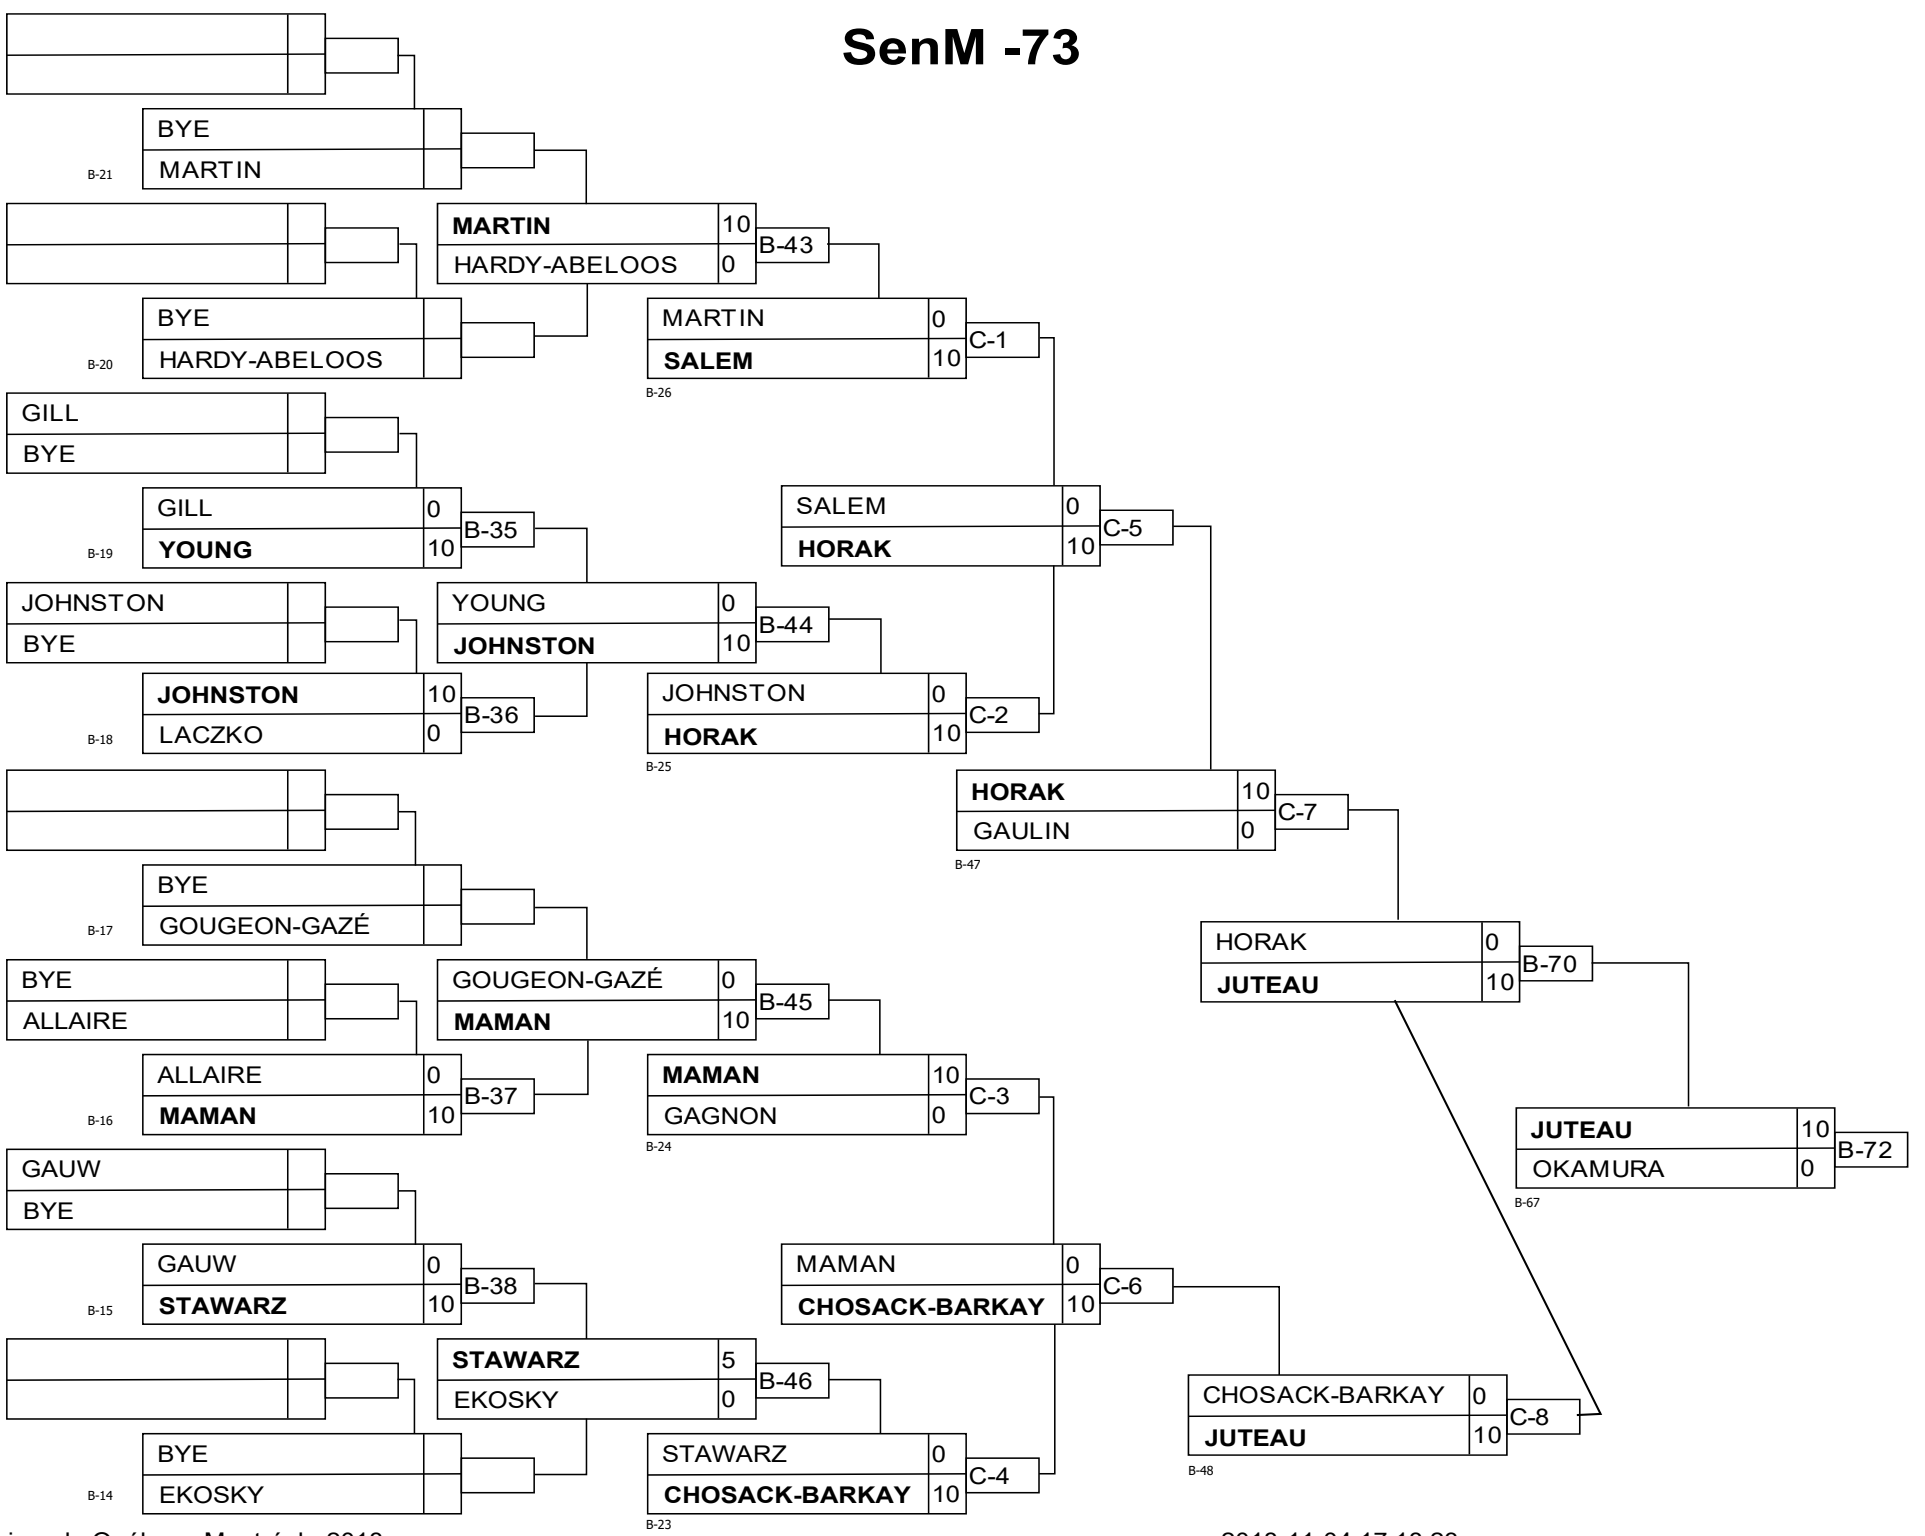 SenM -73
BYE
MARTIN
B-21
MARTIN 10
HARDY-ABELOOS 0
B-43
BYE
HARDY-ABELOOS
B-20
MARTIN 0
SALEM 10
C-1
B-26
GILL
BYE
GILL 0
YOUNG 10
B-35
B-19
SALEM 0
HORAK 10
C-5
JOHNSTON
BYE
YOUNG 0
JOHNSTON 10
B-44
JOHNSTON 10
LACZKO 0
B-36
B-18
JOHNSTON 0
HORAK 10
C-2
B-25
HORAK 10
GAULIN 0
C-7
B-47
BYE
GOUGEON-GAZÉ
B-17
HORAK 0
JUTEAU 10
B-70
BYE
ALLAIRE
GOUGEON-GAZÉ 0
MAMAN 10
B-45
ALLAIRE 0
MAMAN 10
B-37
B-16
MAMAN 10
GAGNON 0
C-3
B-24
JUTEAU 10
OKAMURA 0
B-72
B-67
GAUW
BYE
GAUW 0
STAWARZ 10
B-38
B-15
MAMAN 0
CHOSACK-BARKAY 10
C-6
STAWARZ 5
EKOSKY 0
B-46
CHOSACK-BARKAY 0
JUTEAU 10
C-8
B-48
BYE
EKOSKY
B-14
STAWARZ 0
CHOSACK-BARKAY 10
C-4
B-23